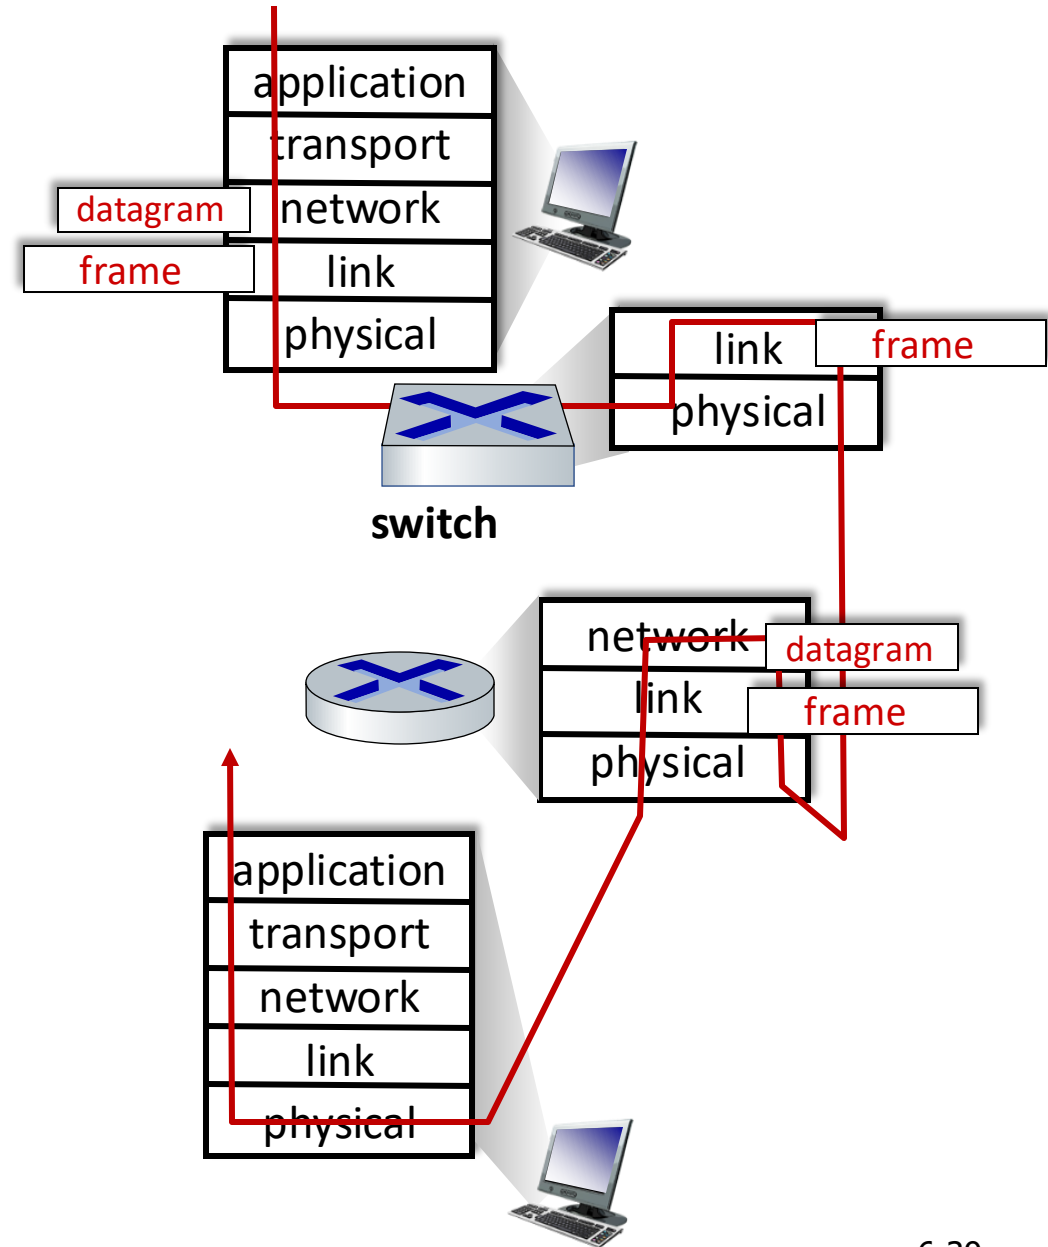 application
transport
datagram
network
frame
link
physical
link
frame
physical
switch
network
datagram
link
frame
physical
application
transport
network
link
physical